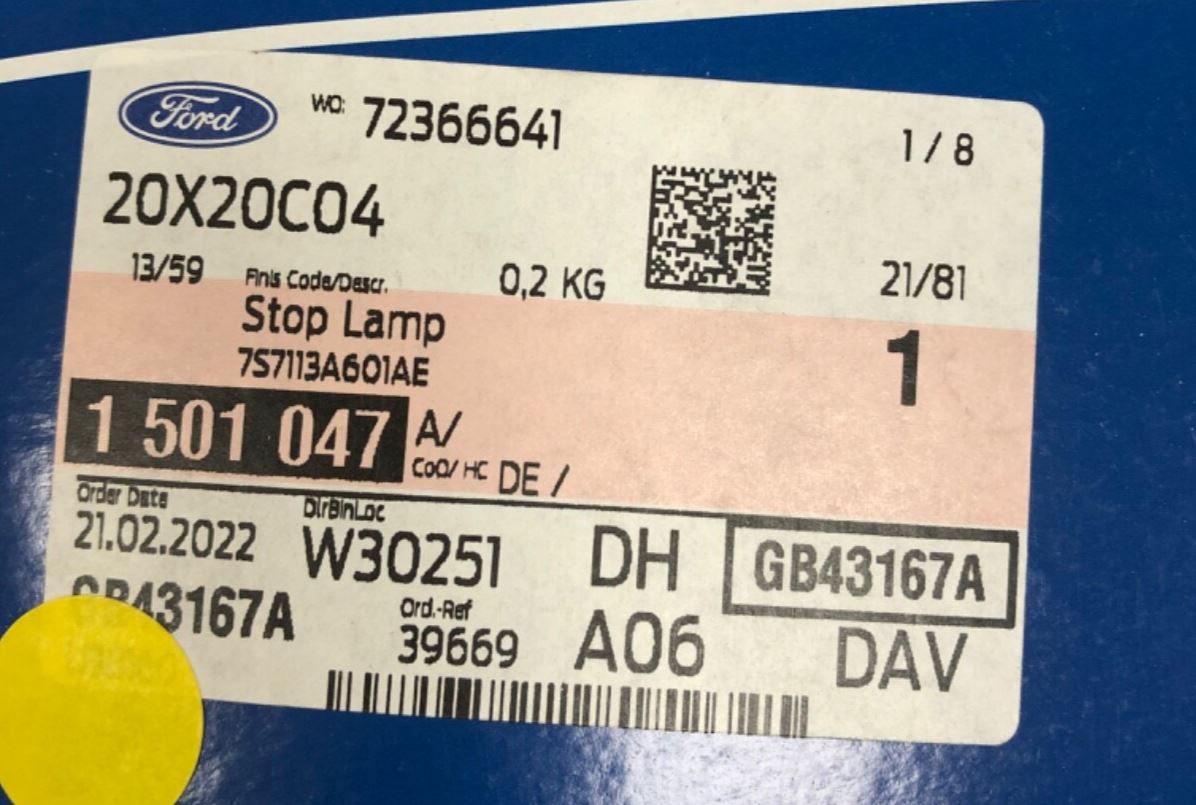 Ford WO: 72366641 1 / 8
20X20C04
13/59 Finis Code/Descr. 0,2 KG 21/81
Stop Lamp 1
7S7113A601AE
1 501 047 A/
CoO/ HC DE /
Order Date DirBinLoc
21.02.2022 W30251 DH GB43167A
GB43167A Ord.-Ref
39669 A06 DAV